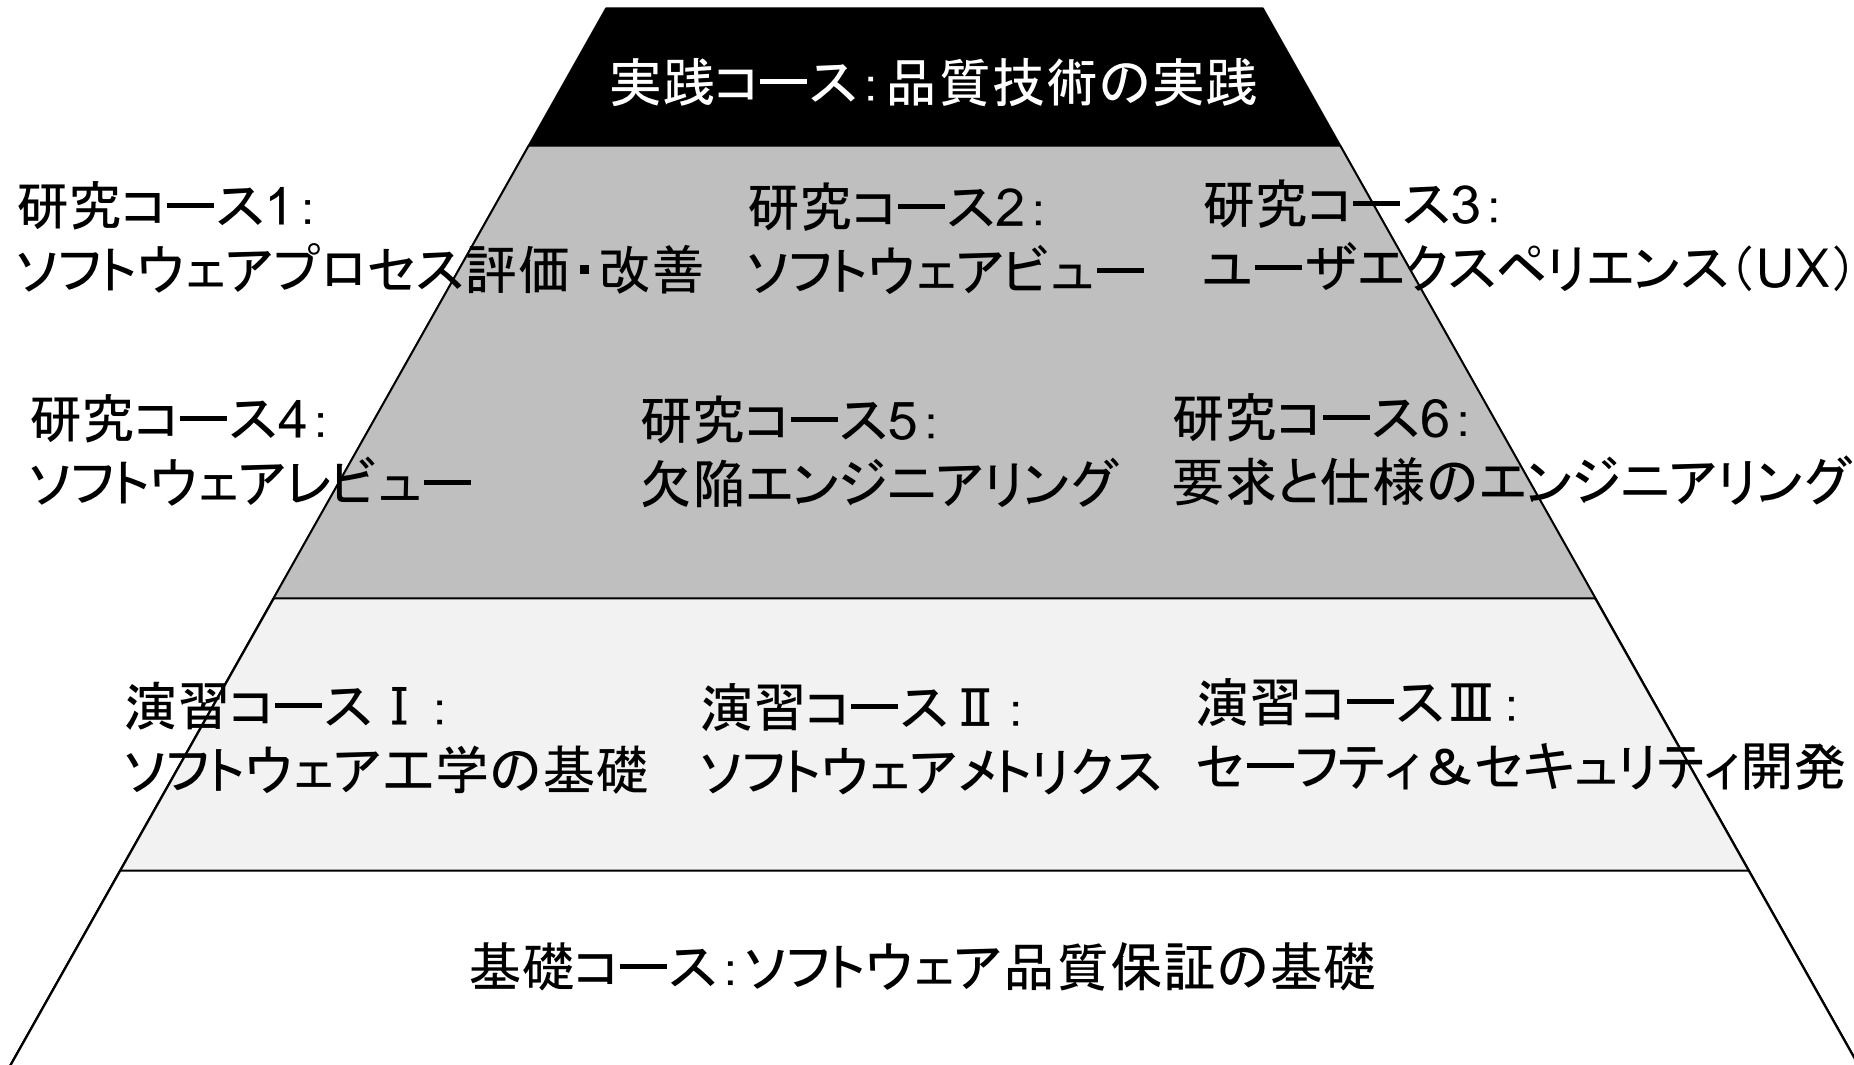 実践コース：品質技術の実践
研究コース1：
ソフトウェアプロセス評価・改善
研究コース2：
ソフトウェアビュー
研究コース3：
ユーザエクスペリエンス（UX）
研究コース4：
ソフトウェアレビュー
研究コース5：
欠陥エンジニアリング
研究コース6：
要求と仕様のエンジニアリング
演習コースⅠ：
ソフトウェア工学の基礎
演習コースⅡ：
ソフトウェアメトリクス
演習コースⅢ：
セーフティ＆セキュリティ開発
基礎コース：ソフトウェア品質保証の基礎